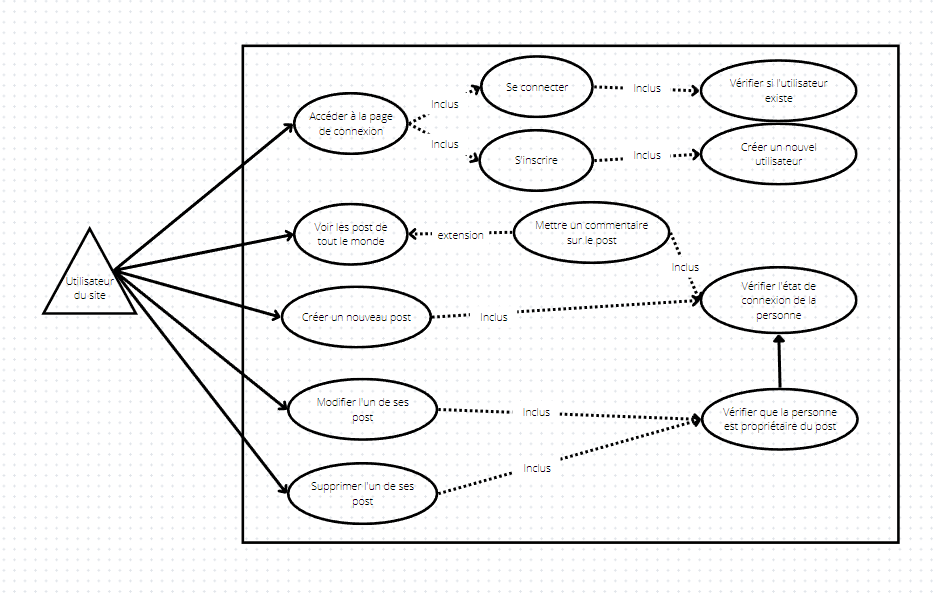 Accéder à la page
de connexion
Inclus
Inclus
Se connecter
Inclus
Vérifier si l'utilisateur
existe
S'inscrire
Inclus
Créer un nouvel
utilisateur
Utilisateur
du site
Voir les post de
tout le monde
extension
Mettre un commentaire
sur le post
Inclus
Vérifier l'état de
connexion de la
personne
Créer un nouveau post
Inclus
Modifier l'un de ses
post
Inclus
Vérifier que la personne
est propriétaire du post
Supprimer l'un de ses
post
Inclus